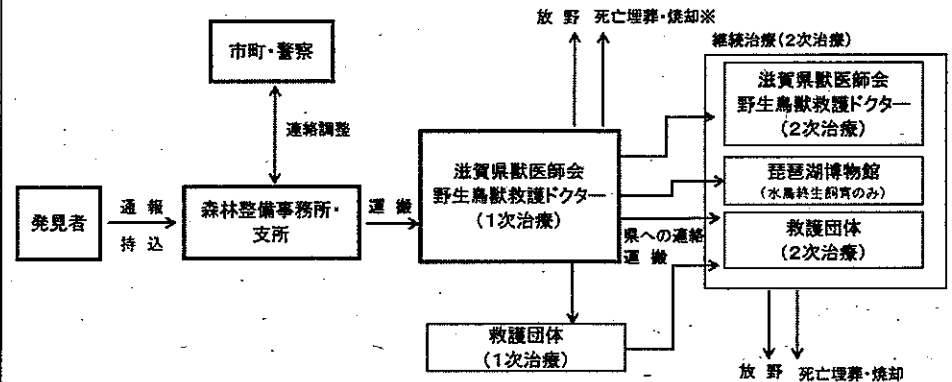 放 野　死亡埋葬・焼却※
継続治療(2次治療)
市町・警察
連絡調整
滋賀県獣医師会
野生鳥獣救護ドクター
(2次治療)
滋賀県獣医師会
野生鳥獣救護ドクター
(1次治療)
琵琶湖博物館
(水鳥終生飼育のみ)
発見者
通 報
持 込
森林整備事務所・
支所
運 搬
県への連絡
運 搬
救護団体
(2次治療)
救護団体
(1次治療)
放 野　死亡埋葬・焼却